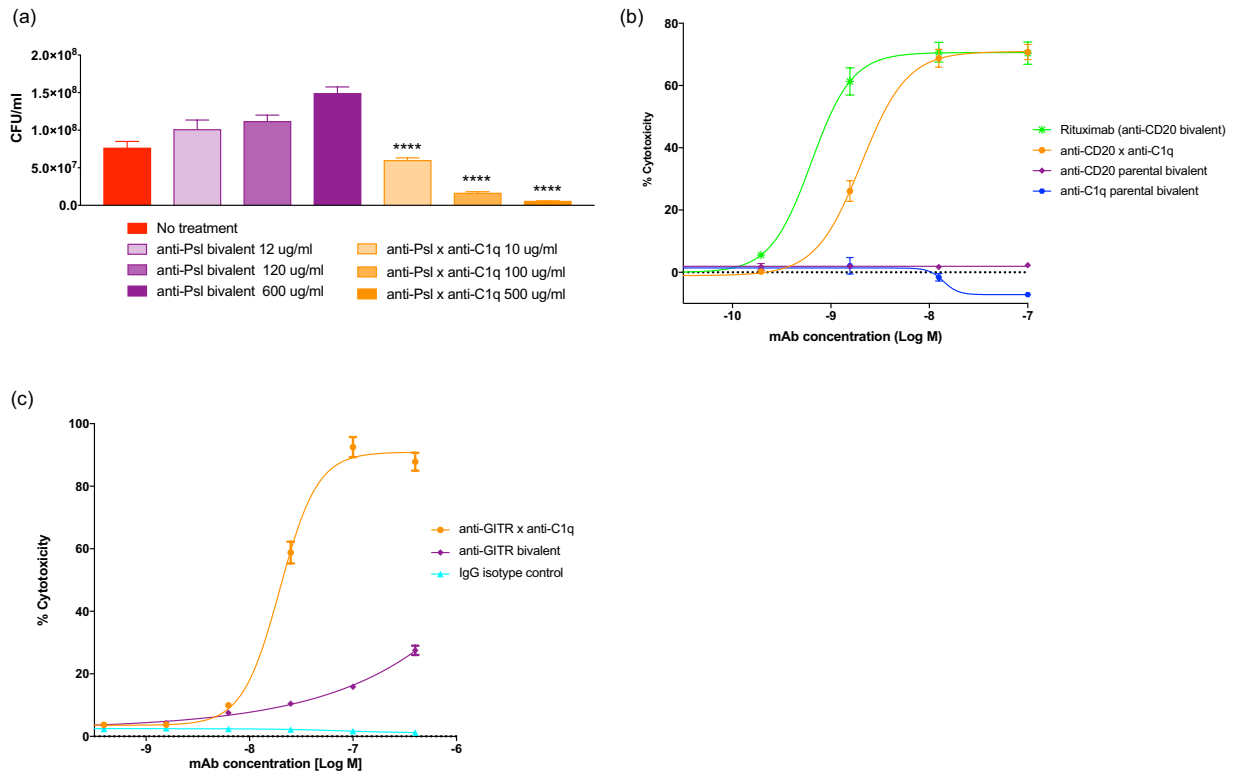 (a)
CFU/ml
2.0×10⁸
1.5×10⁸
1.0×10⁸
5.0×10⁷
0.0
****
****
****
No treatment
anti-Psl bivalent 12 ug/ml
anti-Psl bivalent 120 ug/ml
anti-Psl bivalent 600 ug/ml
anti-Psl x anti-C1q 10 ug/ml
anti-Psl x anti-C1q 100 ug/ml
anti-Psl x anti-C1q 500 ug/ml
(b)
% Cytotoxicity
80
60
40
20
0
-10
-9
-8
-7
mAb concentration (Log M)
Rituximab (anti-CD20 bivalent)
anti-CD20 x anti-C1q
anti-CD20 parental bivalent
anti-C1q parental bivalent
(c)
% Cytotoxicity
100
80
60
40
20
0
-9
-8
-7
-6
mAb concentration [Log M]
anti-GITR x anti-C1q
anti-GITR bivalent
IgG isotype control